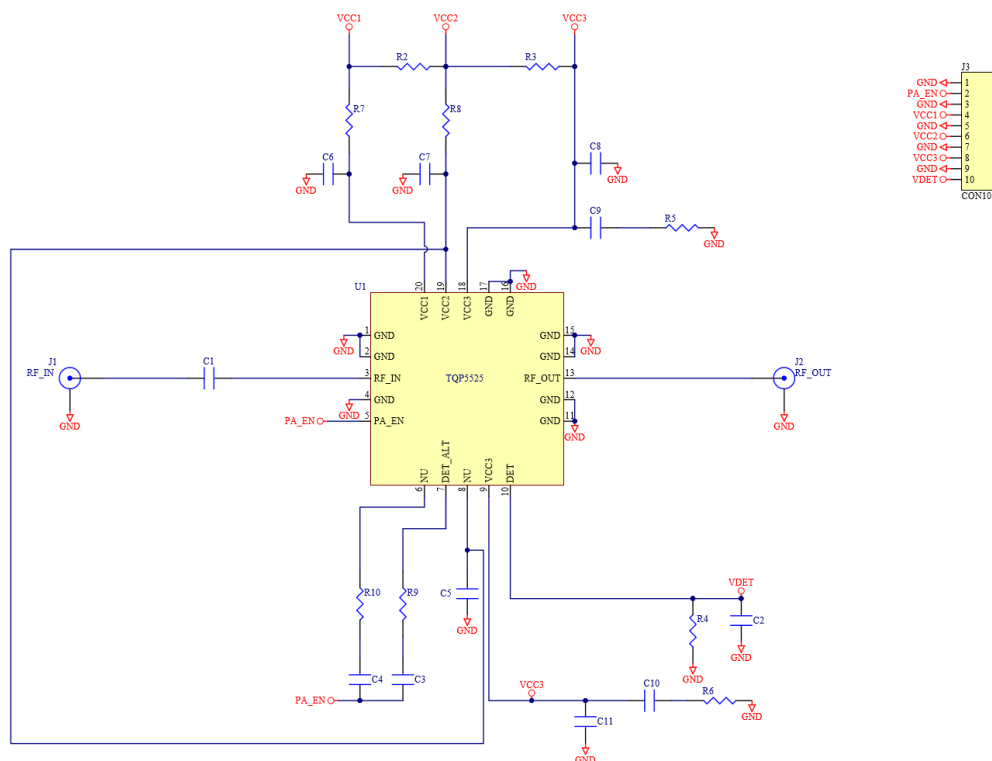 VCC1 VCC2 VCC3
R2 R3
J3
GND 1
PA_EN 2
GND 3
VCC1 4
GND 5
VCC2 6
GND 7
VCC3 8
GND 9
VDET 10
CON10
R7 R8
C6 C7 C8
GND GND GND
C9 R5
GND
U1 20 19 18 17 16 GND
VCC1 VCC2 VCC3 GND GND
1 GND GND 15
GND GND
2 GND GND 14
J1 C1 J2
RF_IN 3 RF_IN TQP5525 RF_OUT 13 RF_OUT
4 GND GND 12
GND
PA_EN 5 PA_EN GND 11
GND GND GND
NU DET_ALT NU VCC3 DET
6 7 8 9 10
VDET
R10 R9 C5 R4 C2
GND GND
GND
C4 C3 VCC3 C10 R6
PA_EN
GND
C11
GND